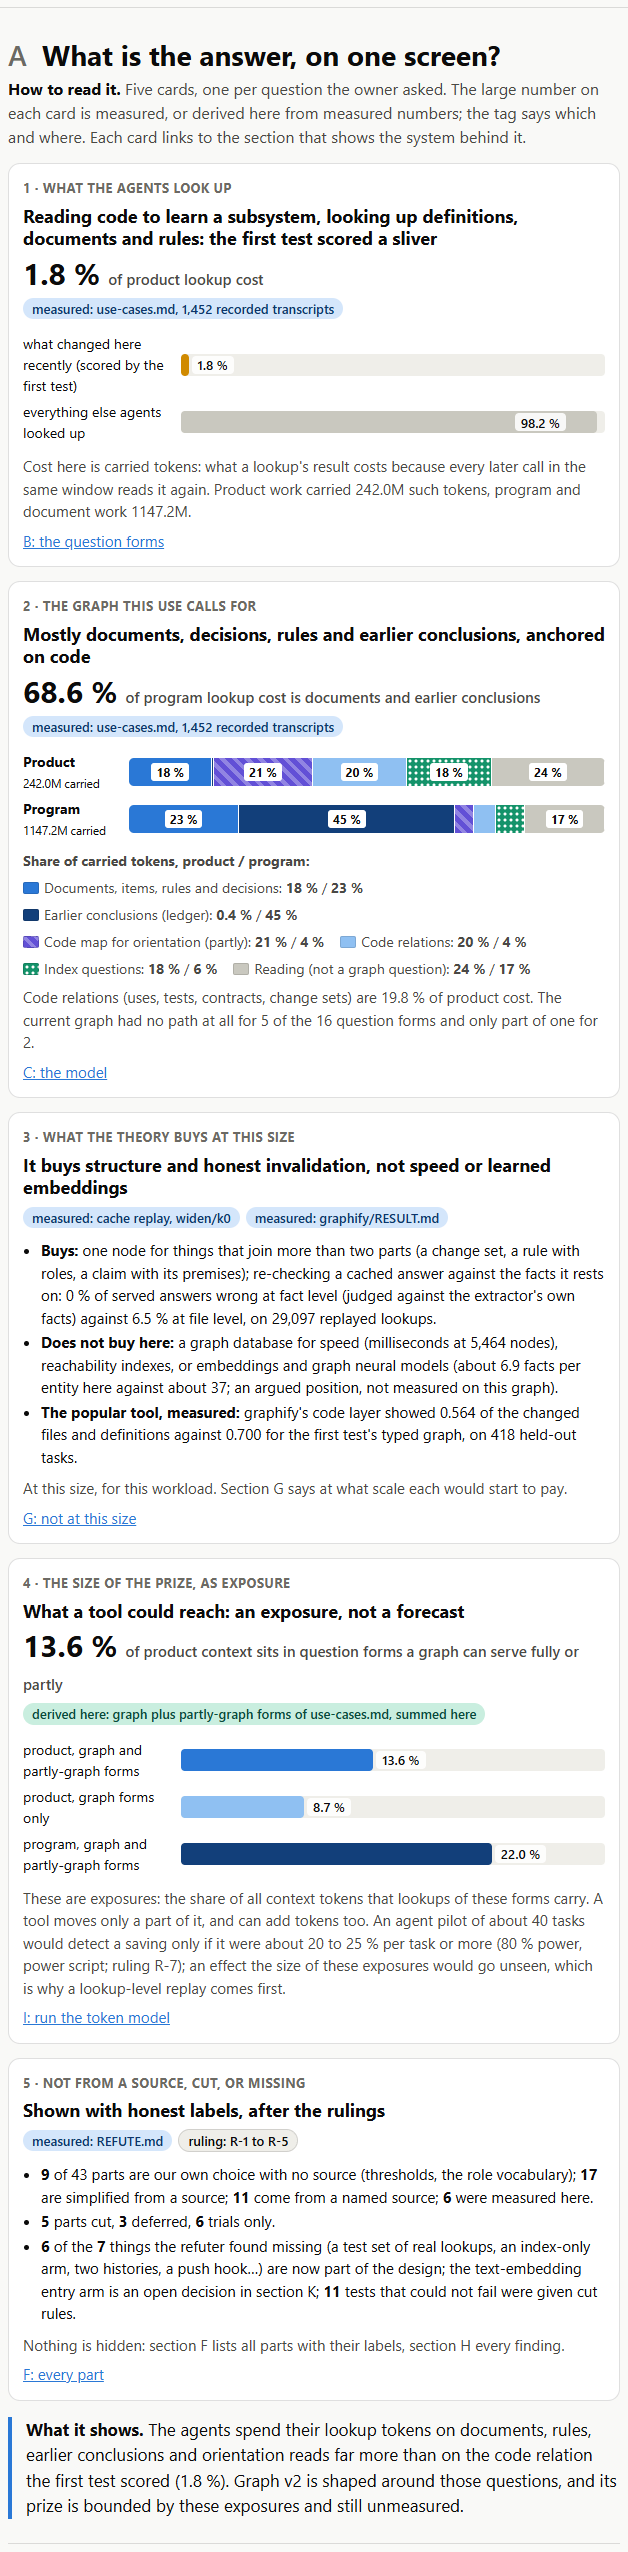 A What is the answer, on one screen?
How to read it. Five cards, one per question the owner asked. The large number on
each card is measured, or derived here from measured numbers; the tag says which
and where. Each card links to the section that shows the system behind it.
1 · WHAT THE AGENTS LOOK UP
Reading code to learn a subsystem, looking up definitions,
documents and rules: the first test scored a sliver
1.8 % of product lookup cost
measured: use-cases.md, 1,452 recorded transcripts
what changed here
recently (scored by the
first test)
1.8 %
everything else agents
looked up
98.2 %
Cost here is carried tokens: what a lookup's result costs because every later call in the
same window reads it again. Product work carried 242.0M such tokens, program and
document work 1147.2M.
B: the question forms
2 · THE GRAPH THIS USE CALLS FOR
Mostly documents, decisions, rules and earlier conclusions, anchored
on code
68.6 % of program lookup cost is documents and earlier conclusions
measured: use-cases.md, 1,452 recorded transcripts
Product
242.0M carried
18 % 21 % 20 % 18 % 24 %
Program
1147.2M carried
23 % 45 % 17 %
Share of carried tokens, product / program:
Documents, items, rules and decisions: 18 % / 23 %
Earlier conclusions (ledger): 0.4 % / 45 %
Code map for orientation (partly): 21 % / 4 % Code relations: 20 % / 4 %
Index questions: 18 % / 6 % Reading (not a graph question): 24 % / 17 %
Code relations (uses, tests, contracts, change sets) are 19.8 % of product cost. The
current graph had no path at all for 5 of the 16 question forms and only part of one for
2.
C: the model
3 · WHAT THE THEORY BUYS AT THIS SIZE
It buys structure and honest invalidation, not speed or learned
embeddings
measured: cache replay, widen/k0 measured: graphify/RESULT.md
• Buys: one node for things that join more than two parts (a change set, a rule with
roles, a claim with its premises); re-checking a cached answer against the facts it rests
on: 0 % of served answers wrong at fact level (judged against the extractor's own
facts) against 6.5 % at file level, on 29,097 replayed lookups.
• Does not buy here: a graph database for speed (milliseconds at 5,464 nodes),
reachability indexes, or embeddings and graph neural models (about 6.9 facts per
entity here against about 37; an argued position, not measured on this graph).
• The popular tool, measured: graphify's code layer showed 0.564 of the changed
files and definitions against 0.700 for the first test's typed graph, on 418 held-out
tasks.
At this size, for this workload. Section G says at what scale each would start to pay.
G: not at this size
4 · THE SIZE OF THE PRIZE, AS EXPOSURE
What a tool could reach: an exposure, not a forecast
13.6 % of product context sits in question forms a graph can serve fully or
partly
derived here: graph plus partly-graph forms of use-cases.md, summed here
product, graph and
partly-graph forms
13.6 %
product, graph forms
only
8.7 %
program, graph and
partly-graph forms
22.0 %
These are exposures: the share of all context tokens that lookups of these forms carry. A
tool moves only a part of it, and can add tokens too. An agent pilot of about 40 tasks
would detect a saving only if it were about 20 to 25 % per task or more (80 % power,
power script; ruling R-7); an effect the size of these exposures would go unseen, which
is why a lookup-level replay comes first.
I: run the token model
5 · NOT FROM A SOURCE, CUT, OR MISSING
Shown with honest labels, after the rulings
measured: REFUTE.md ruling: R-1 to R-5
• 9 of 43 parts are our own choice with no source (thresholds, the role vocabulary); 17
are simplified from a source; 11 come from a named source; 6 were measured here.
• 5 parts cut, 3 deferred, 6 trials only.
• 6 of the 7 things the refuter found missing (a test set of real lookups, an index-only
arm, two histories, a push hook...) are now part of the design; the text-embedding
entry arm is an open decision in section K; 11 tests that could not fail were given cut
rules.
Nothing is hidden: section F lists all parts with their labels, section H every finding.
F: every part
What it shows. The agents spend their lookup tokens on documents, rules,
earlier conclusions and orientation reads far more than on the code relation
the first test scored (1.8 %). Graph v2 is shaped around those questions, and its
prize is bounded by these exposures and still unmeasured.